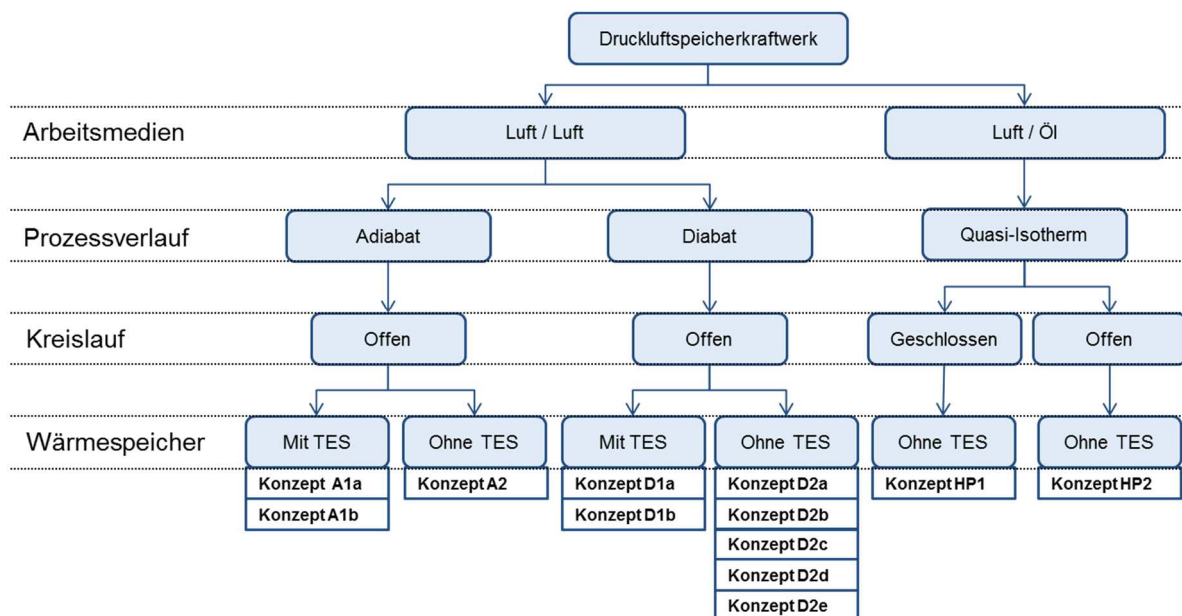 Druckluftspeicherkraftwerk
Arbeitsmedien
Luft / Luft
Luft / Öl
Prozessverlauf
Adiabat
Diabat
Quasi-Isotherm
Kreislauf
Offen
Offen
Geschlossen
Offen
Wärmespeicher
Mit TES
Ohne TES
Mit TES
Ohne TES
Ohne TES
Ohne TES
Konzept A1a
Konzept A1b
Konzept A2
Konzept D1a
Konzept D1b
Konzept D2a
Konzept D2b
Konzept D2c
Konzept D2d
Konzept D2e
Konzept HP1
Konzept HP2